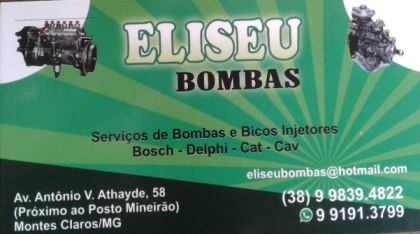 ELISEU
BOMBAS
Serviços de Bombas e Bicos Injetores
Bosch - Delphi - Cat - Cav
eliseubombas@hotmail.com
Av. Antônio V. Athayde, 58
(Próximo ao Posto Mineirão)
Montes Claros/MG
(38) 9 9839.4822
9 9191.3799